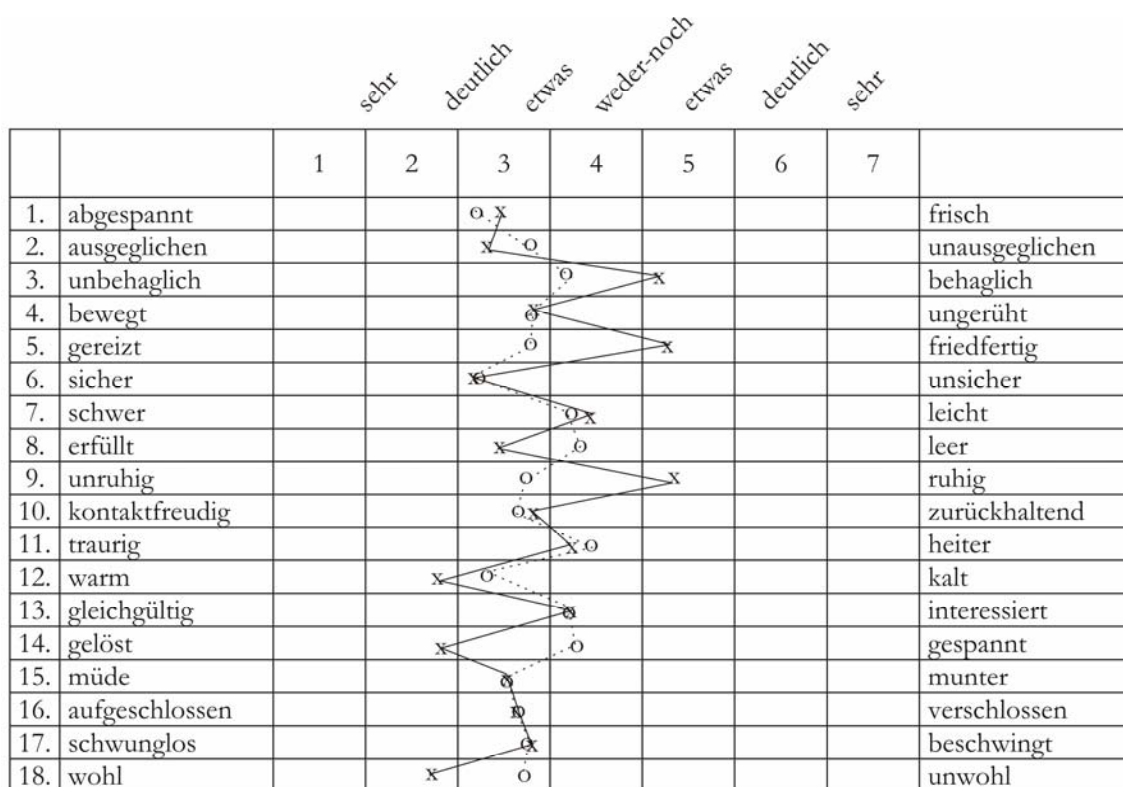 sehr deutlich etwas weder-noch etwas deutlich sehr
1 2 3 4 5 6 7
1. abgespannt frisch
2. ausgeglichen unausgeglichen
3. unbehaglich behaglich
4. bewegt ungerüht
5. gereizt friedfertig
6. sicher unsicher
7. schwer leicht
8. erfüllt leer
9. unruhig ruhig
10. kontaktfreudig zurückhaltend
11. traurig heiter
12. warm kalt
13. gleichgültig interessiert
14. gelöst gespannt
15. müde munter
16. aufgeschlossen verschlossen
17. schwunglos beschwingt
18. wohl unwohl